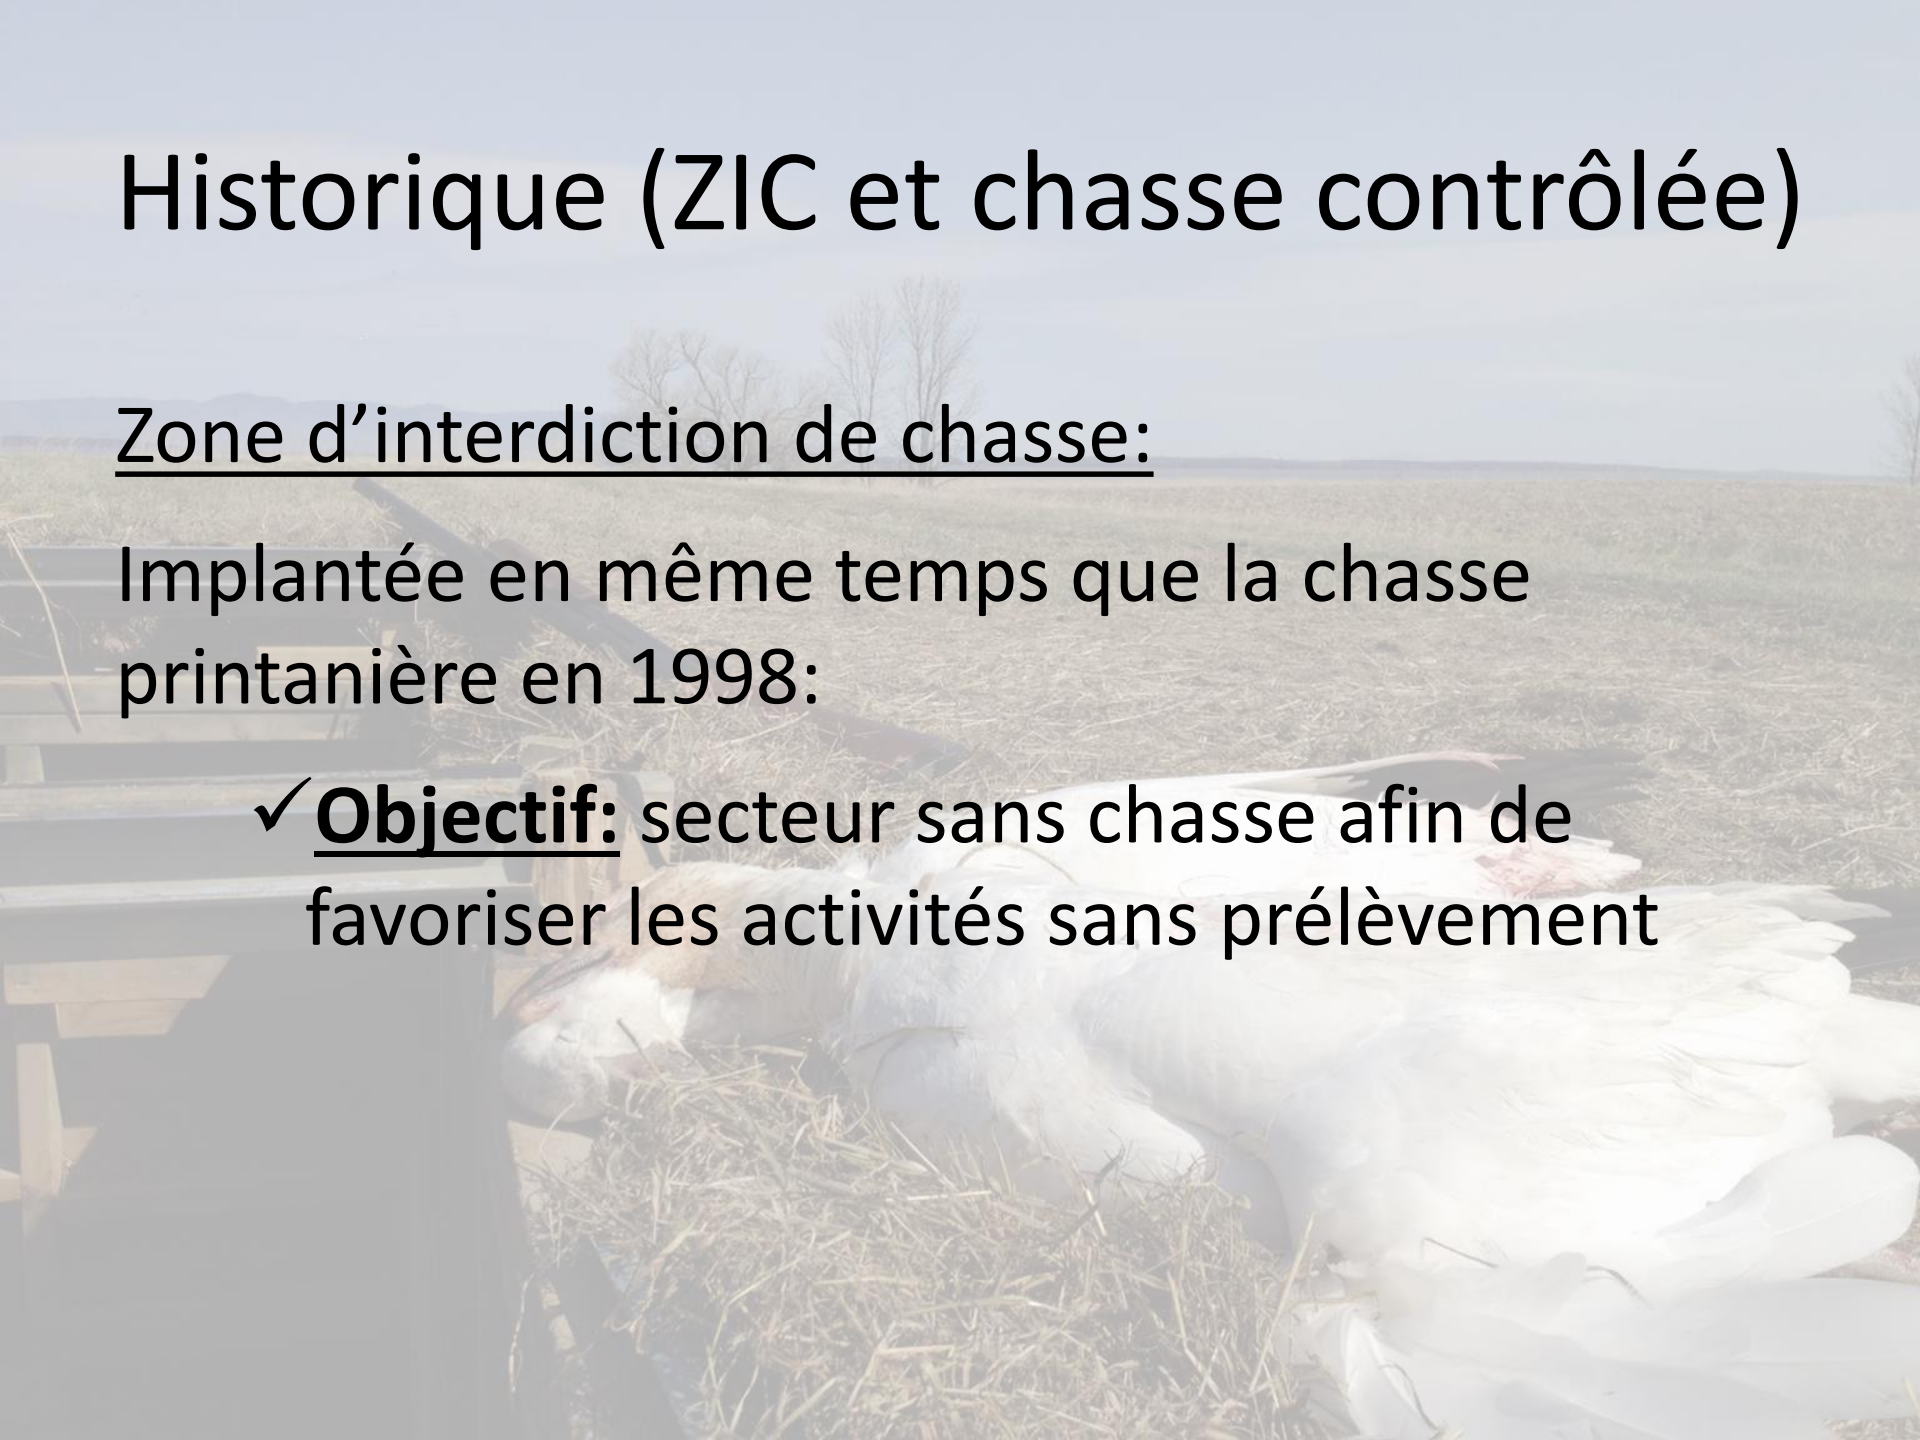 Historique (ZIC et chasse contrôlée)
Zone d’interdiction de chasse:
Implantée en même temps que la chasse
printanière en 1998:
✓Objectif: secteur sans chasse afin de
favoriser les activités sans prélèvement